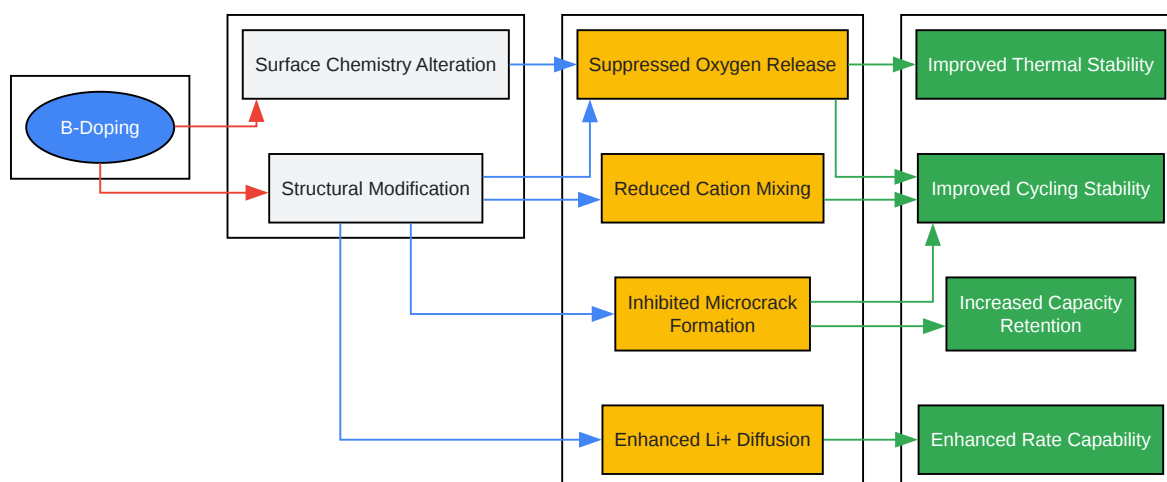 B-Doping
Surface Chemistry Alteration
Structural Modification
Suppressed Oxygen Release
Reduced Cation Mixing
Inhibited Microcrack
Formation
Enhanced Li+ Diffusion
Improved Thermal Stability
Improved Cycling Stability
Increased Capacity
Retention
Enhanced Rate Capability